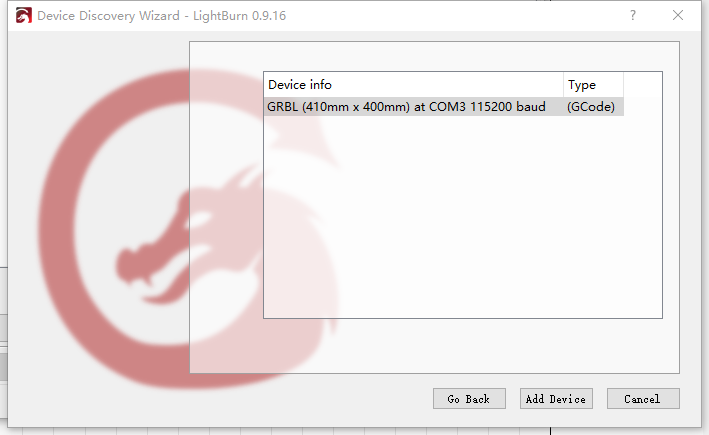 Device Discovery Wizard - LightBurn 0.9.16
?
Device info Type
GRBL (410mm x 400mm) at COM3 115200 baud (GCode)
Go Back Add Device Cancel